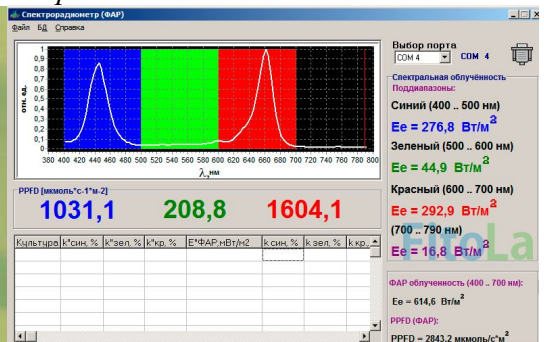 Спектрорадиометр (ФАР)
Файл БД Справка
отн. ед.
1
0,9
0,8
0,7
0,6
0,5
0,4
0,3
0,2
0,1
0
380 400 420 440 460 480 500 520 540 560 580 600 620 640 660 680 700 720 740 760 780 800
λ,нм
PPFD [мкмоль*с-1*м-2]
1031,1 208,8 1604,1
Культура k*син, % k*зел, % k*кр, % E*ФАР,мВт/м2 k син, % k зел, % k кр,
Выбор порта
COM 4 COM 4
Спектральная облучённость
Поддиапазоны:
Синий (400 .. 500 нм)
Ee = 276,8 Вт/м2
Зеленый (500 .. 600 нм)
Ee = 44,9 Вт/м2
Красный (600 .. 700 нм)
Ee = 292,9 Вт/м2
(700 .. 790 нм)
Ee = 16,8 Вт/м2
FitoLa
ФАР облученность (400 .. 700 нм):
Ee = 614,6 Вт/м2
PPFD (ФАР):
PPFD = 2843,2 мкмоль/с*м2